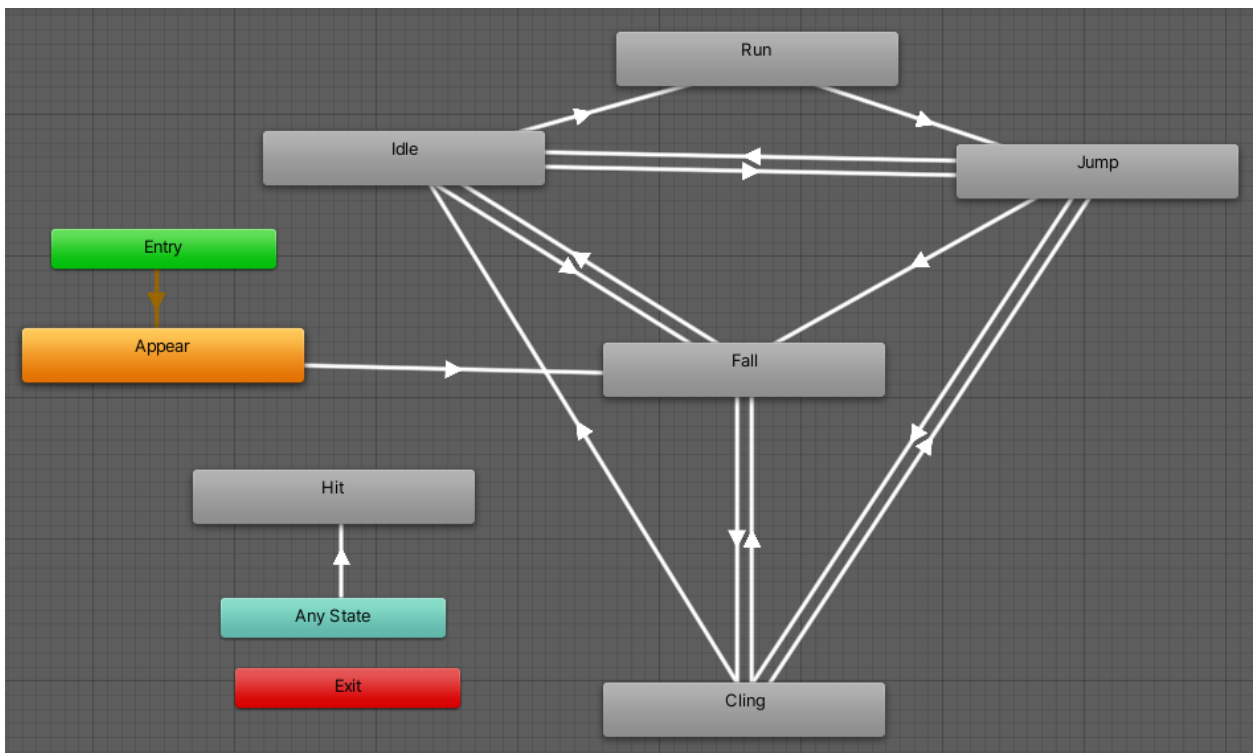 Run
Idle
Jump
Entry
Appear
Fall
Hit
Any State
Exit
Cling